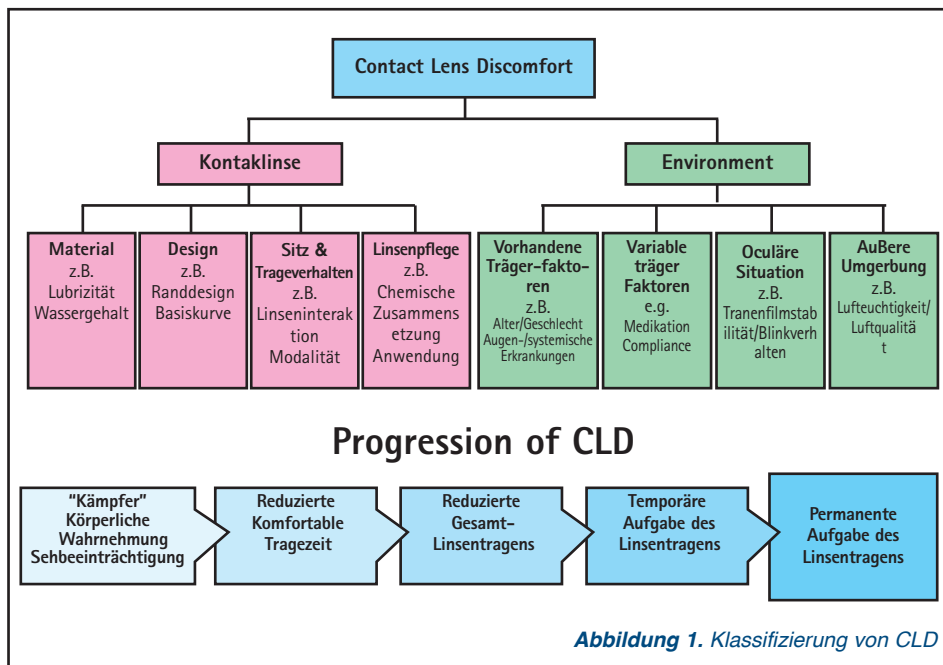 Contact Lens Discomfort
Kontaklinse
Environment
Material
z.B.
Lubrizität
Wassergehalt
Design
z.B.
Randdesign
Basiskurve
Sitz &
Trageverhalten
z.B.
Linseninterak
tion
Modalität
Linsenpflege
z.B.
Chemische
Zusammens
etzung
Anwendung
Vorhandene
Träger-fakto-
ren
z.B.
Alter/Geschlecht
Augen-/systemische
Erkrankungen
Variable
träger
Faktoren
e.g.
Medikation
Compliance
Oculäre
Situation
z.B.
Tranenfilmstab
ilität/Blinkverh
alten
AuBere
Umgerbung
z.B.
Lufteuchtigkeit/
Luftqualitä
t
Progression of CLD
"Kämpfer"
Körperliche
Wahrnehmung
Sehbeeinträchtigung
Reduzierte
Komfortable
Tragezeit
Reduzierte
Gesamt-
Linsentragens
Temporäre
Aufgabe des
Linsentragens
Permanente
Aufgabe des
Linsentragens
Abbildung 1. Klassifizierung von CLD